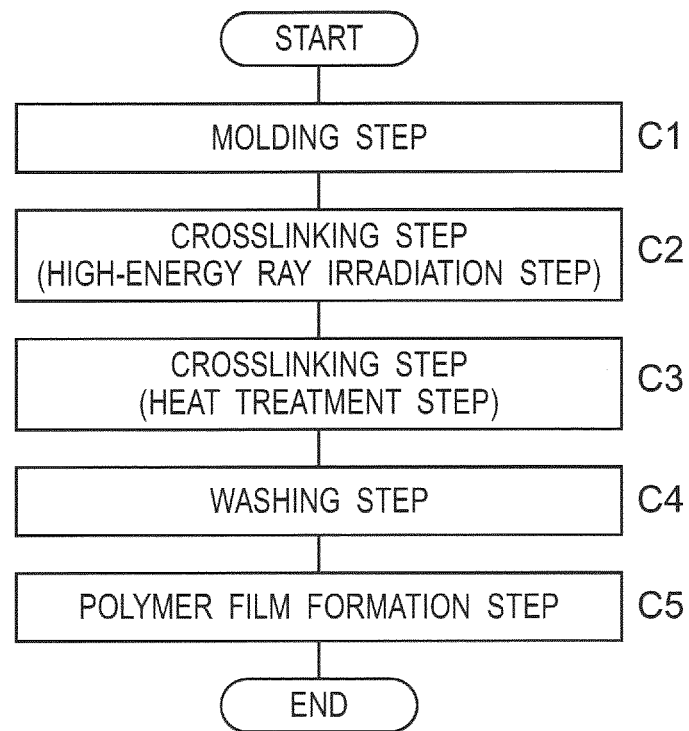 START
MOLDING STEP C1
CROSSLINKING STEP
(HIGH-ENERGY RAY IRRADIATION STEP) C2
CROSSLINKING STEP
(HEAT TREATMENT STEP) C3
WASHING STEP C4
POLYMER FILM FORMATION STEP C5
END